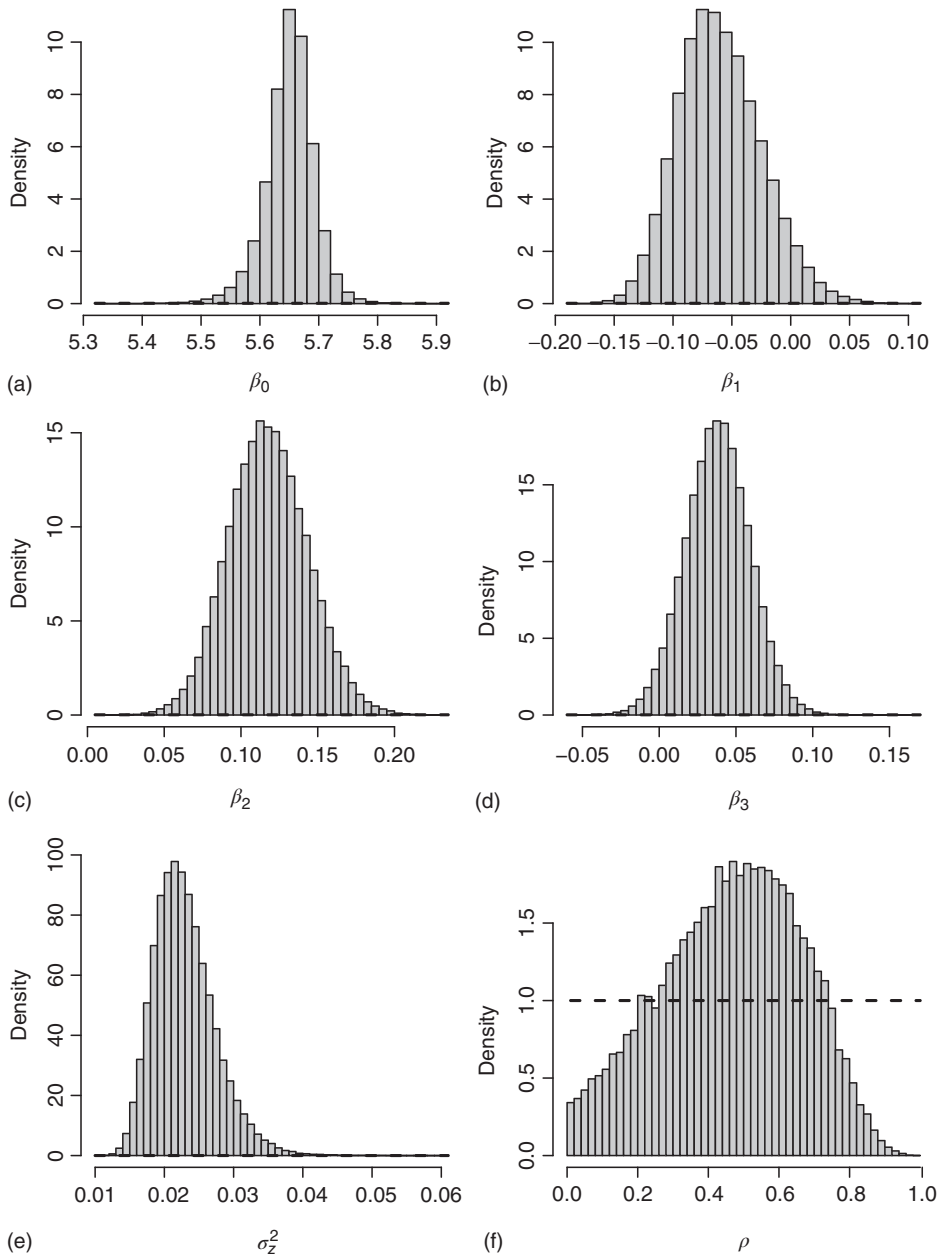 Density
10
8
6
4
2
0
5.3 5.4 5.5 5.6 5.7 5.8 5.9
(a) β0
Density
10
8
6
4
2
0
−0.20 −0.15 −0.10 −0.05 0.00 0.05 0.10
(b) β1
Density
15
10
5
0
0.00 0.05 0.10 0.15 0.20
(c) β2
Density
15
10
5
0
−0.05 0.00 0.05 0.10 0.15
(d) β3
Density
100
80
60
40
20
0
0.01 0.02 0.03 0.04 0.05 0.06
(e) σz2
Density
1.5
1.0
0.5
0.0
0.0 0.2 0.4 0.6 0.8 1.0
(f) ρ